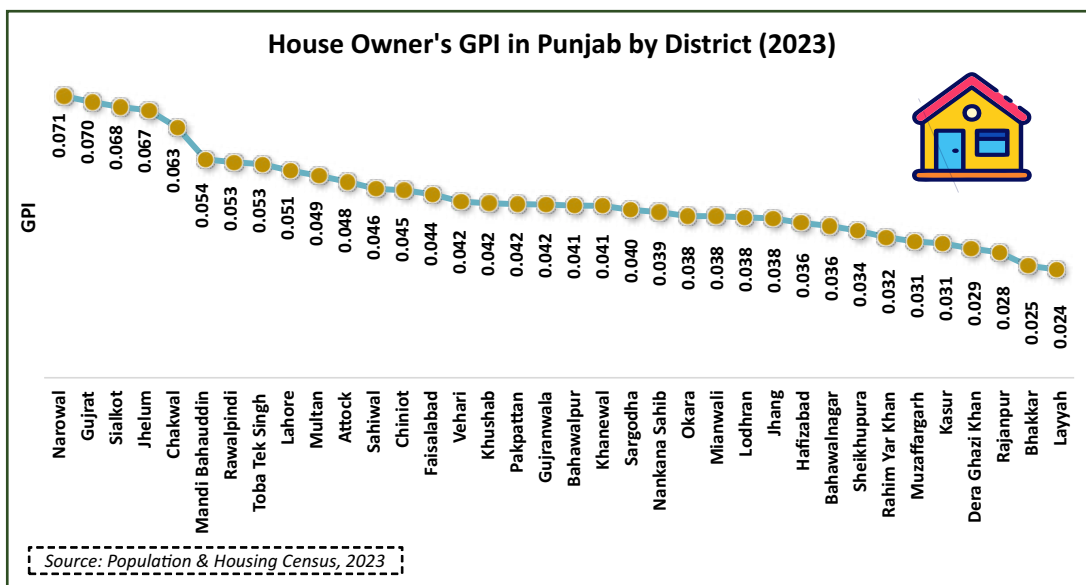 House Owner's GPI in Punjab by District (2023)
GPI
0.071
0.070
0.068
0.067
0.063
0.054
0.053
0.053
0.051
0.049
0.048
0.046
0.045
0.044
0.042
0.042
0.042
0.042
0.041
0.041
0.040
0.039
0.038
0.038
0.038
0.038
0.036
0.036
0.034
0.032
0.031
0.031
0.029
0.028
0.025
0.024
Narowal
Gujrat
Sialkot
Jhelum
Chakwal
Mandi Bahauddin
Rawalpindi
Toba Tek Singh
Lahore
Multan
Attock
Sahiwal
Chiniot
Faisalabad
Vehari
Khushab
Pakpattan
Gujranwala
Bahawalpur
Khanewal
Sargodha
Nankana Sahib
Okara
Mianwali
Lodhran
Jhang
Hafizabad
Bahawalnagar
Sheikhupura
Rahim Yar Khan
Muzaffargarh
Kasur
Dera Ghazi Khan
Rajanpur
Bhakkar
Layyah
Source: Population & Housing Census, 2023